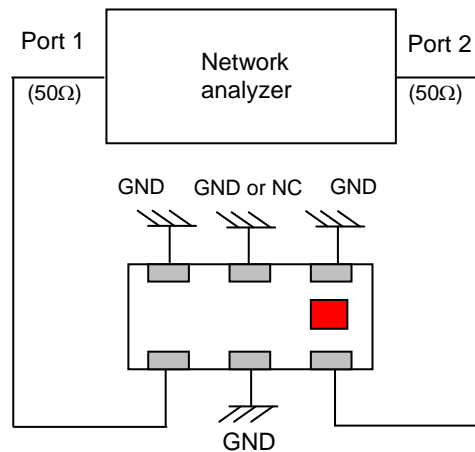 Port 1
Port 2
Network
analyzer
(50Ω)
(50Ω)
GND
GND or NC
GND
GND